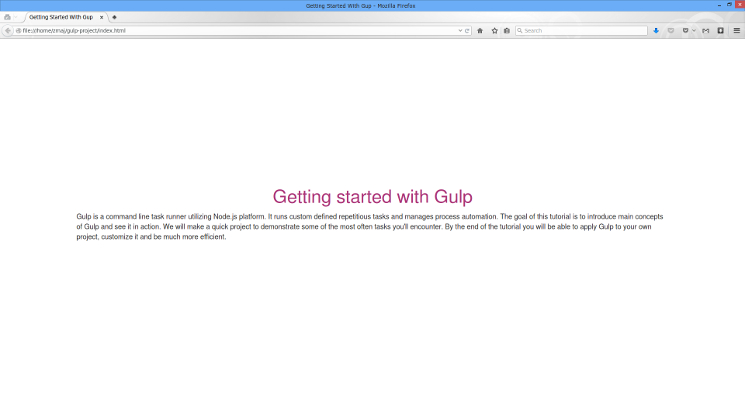 Getting Started With Gup - Mozilla Firefox
Getting Started With Gulp
file:///home/zmaj/gulp-project/index.html
Search
Getting started with Gulp
Gulp is a command line task runner utilizing Node.js platform. It runs custom defined repetitious tasks and manages process automation. The goal of this tutorial is to introduce main concepts
of Gulp and see it in action. We will make a quick project to demonstrate some of the most often tasks you'll encounter. By the end of the tutorial you will be able to apply Gulp to your own
project, customize it and be much more efficient.